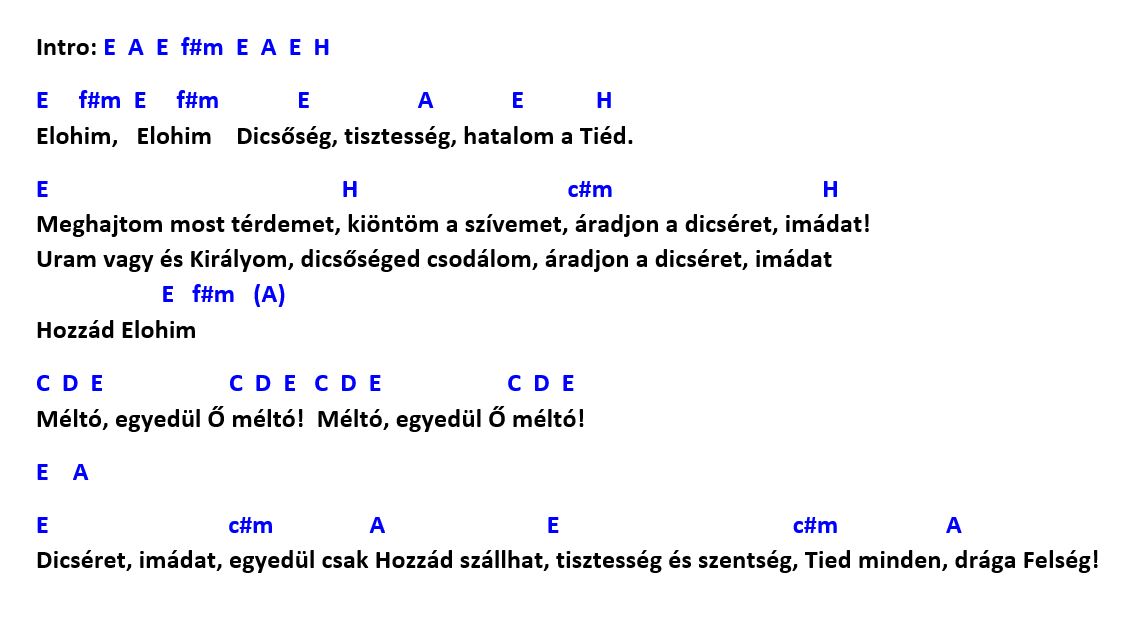 Intro: E A E f#m E A E H
E f#m E f#m E A E H
Elohim, Elohim Dicsőség, tisztesség, hatalom a Tiéd.
E H c#m H
Meghajtom most térdemet, kiöntöm a szívemet, áradjon a dicséret, imádat!
Uram vagy és Királyom, dicsőséged csodálom, áradjon a dicséret, imádat
E f#m (A)
Hozzád Elohim
C D E C D E C D E C D E
Méltó, egyedül Ő méltó! Méltó, egyedül Ő méltó!
E A
E c#m A E c#m A
Dicséret, imádat, egyedül csak Hozzád szállhat, tisztesség és szentség, Tied minden, drága Felség!